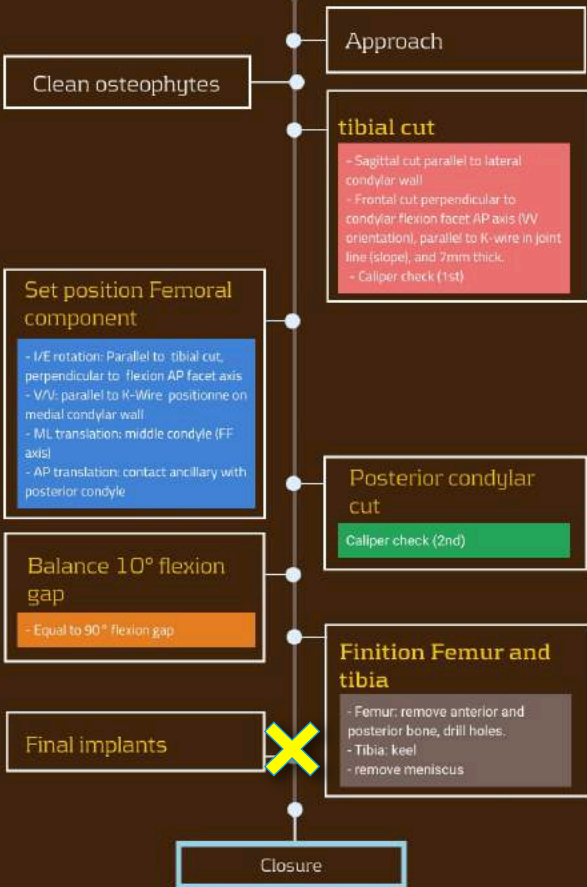 Approach
Clean osteophytes
tibial cut
- Sagittal cut parallel to lateral
condylar wall
- Frontal cut perpendicular to
condylar flexion facet AP axis (VV
orientation), parallel to K-wire in joint
line (slope), and 7mm thick.
- Caliper check (1st)
Set position Femoral
component
- I/E rotation: Parallel to tibial cut,
perpendicular to flexion AP facet axis
- V/V: parallel to K-Wire positionne on
medial condylar wall
- ML translation: middle condyle (FF
axis)
- AP translation: contact ancillary with
posterior condyle
Posterior condylar
cut
Caliper check (2nd)
Balance 10° flexion
gap
- Equal to 90° flexion gap
Finition Femur and
tibia
- Femur: remove anterior and
posterior bone, drill holes.
- Tibia: keel
- remove meniscus
Final implants
Closure